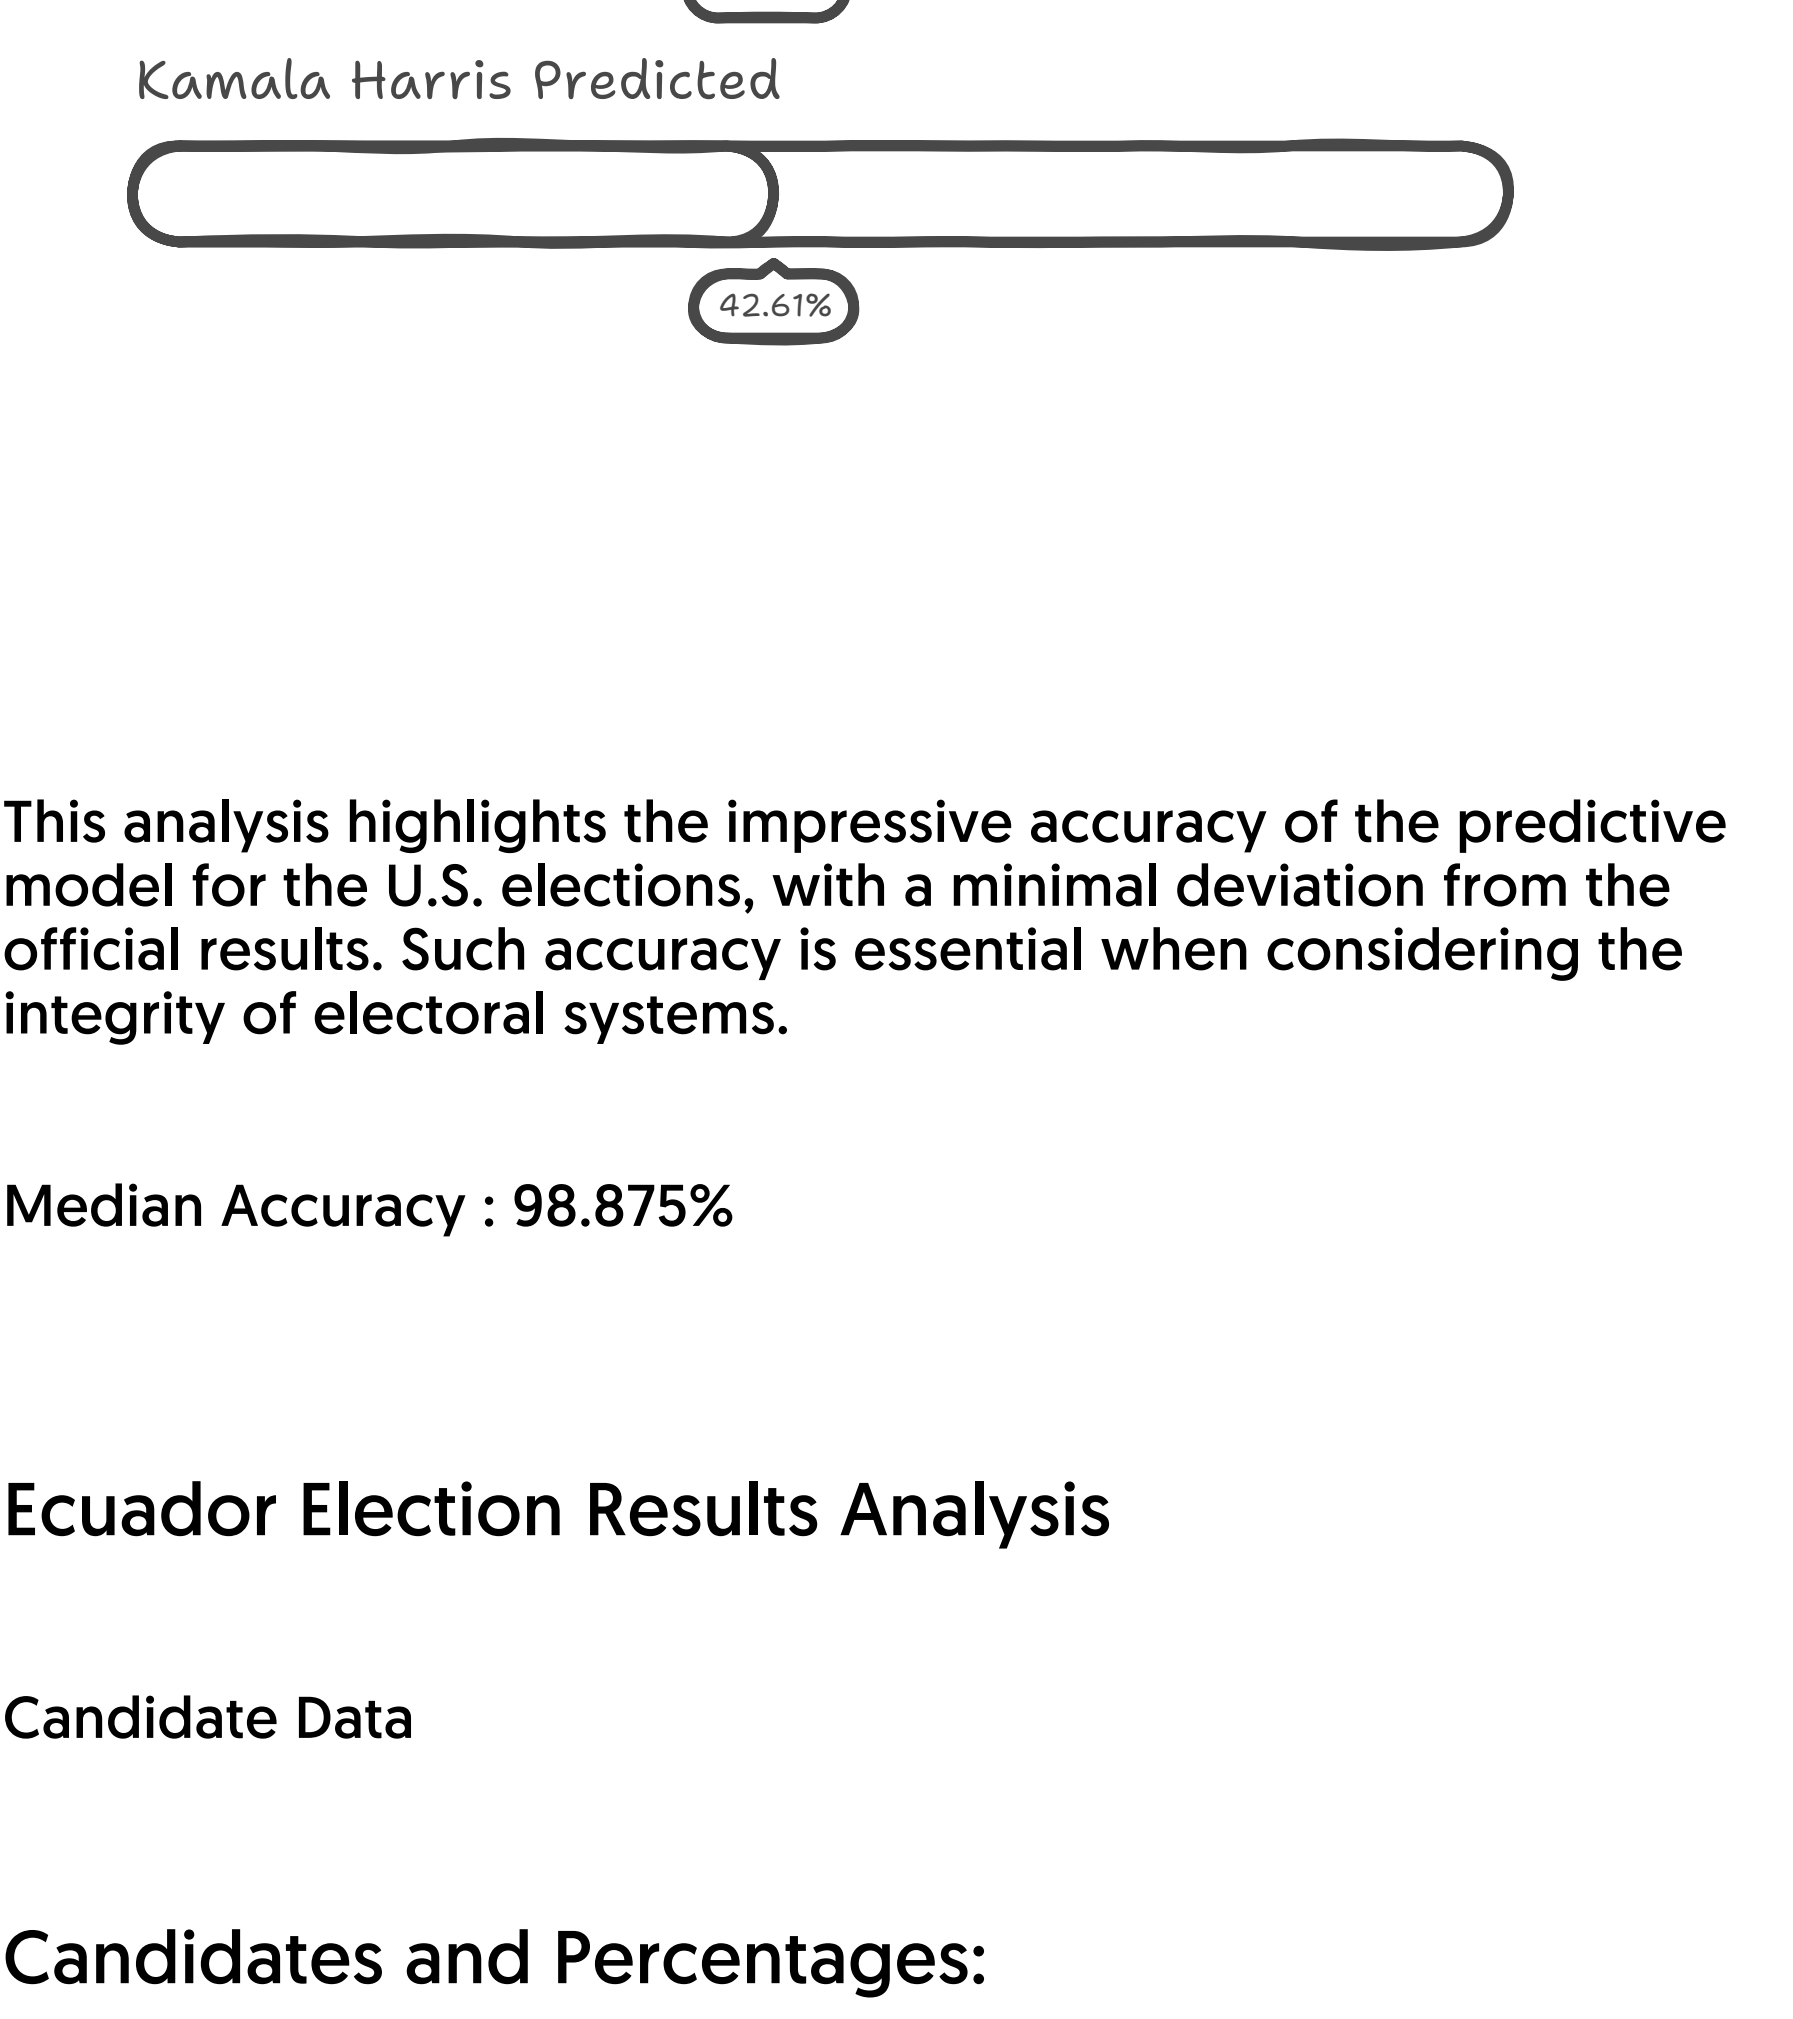 Kamala Harris Predicted
42.61%
This analysis highlights the impressive accuracy of the predictive
model for the U.S. elections, with a minimal deviation from the
official results. Such accuracy is essential when considering the
integrity of electoral systems.
Median Accuracy : 98.875%
Ecuador Election Results Analysis
Candidate Data
Candidates and Percentages: